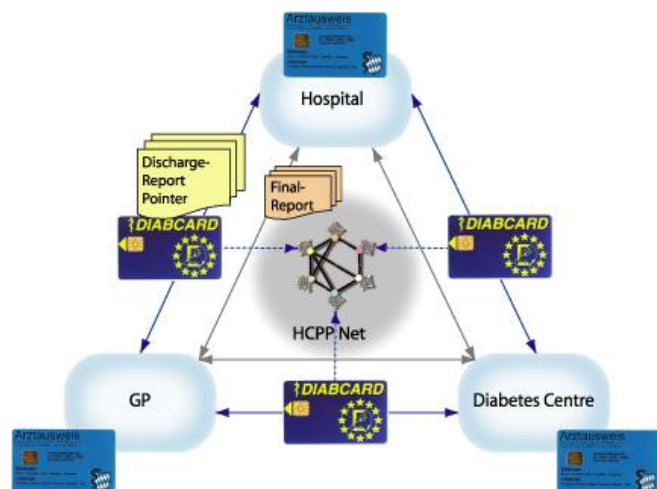 Arztausweis
Hospital
Discharge-
Report
Pointer
Final-
Report
DIABCARD
DIABCARD
HCPP Net
DIABCARD
GP
Diabetes Centre
Arztausweis
Arztausweis